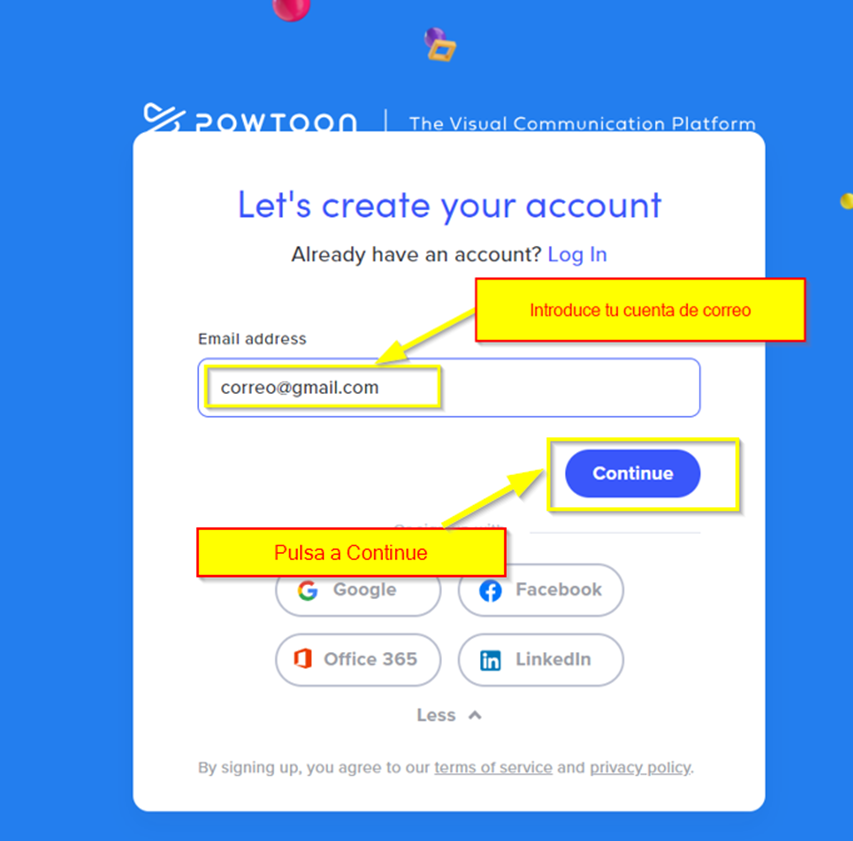 POWTOON | The Visual Communication Platform
Let's create your account
Already have an account? Log In
Introduce tu cuenta de correo
Email address
correo@gmail.com
Continue
Pulsa a Continue
Google
Facebook
Office 365
LinkedIn
Less
By signing up, you agree to our terms of service and privacy policy.